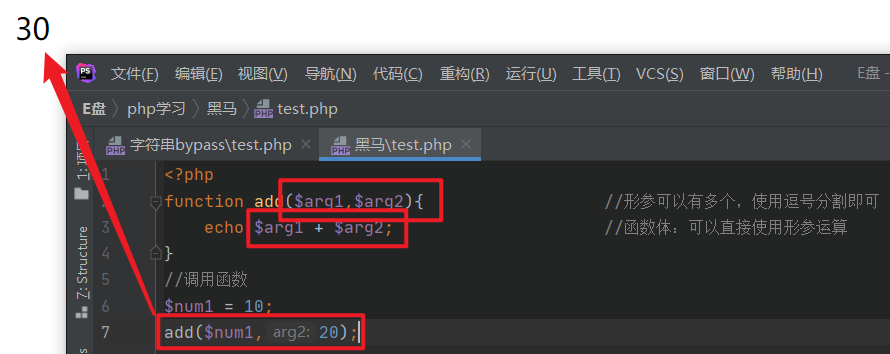 30
PS 文件(F) 编辑(E) 视图(V) 导航(N) 代码(C) 重构(R) 运行(U) 工具(T) VCS(S) 窗口(W) 帮助(H) E盘 -
E盘 〉 php学习 〉 黑马 〉 test.php
字符串bypass\test.php × 黑马\test.php ×
1 <?php
function add($arg1,$arg2){ //形参可以有多个，使用逗号分割即可
3 echo $arg1 + $arg2; //函数体：可以直接使用形参运算
4 }
5 //调用函数
6 $num1 = 10;
7 add($num1, arg2: 20);
Z: Structure